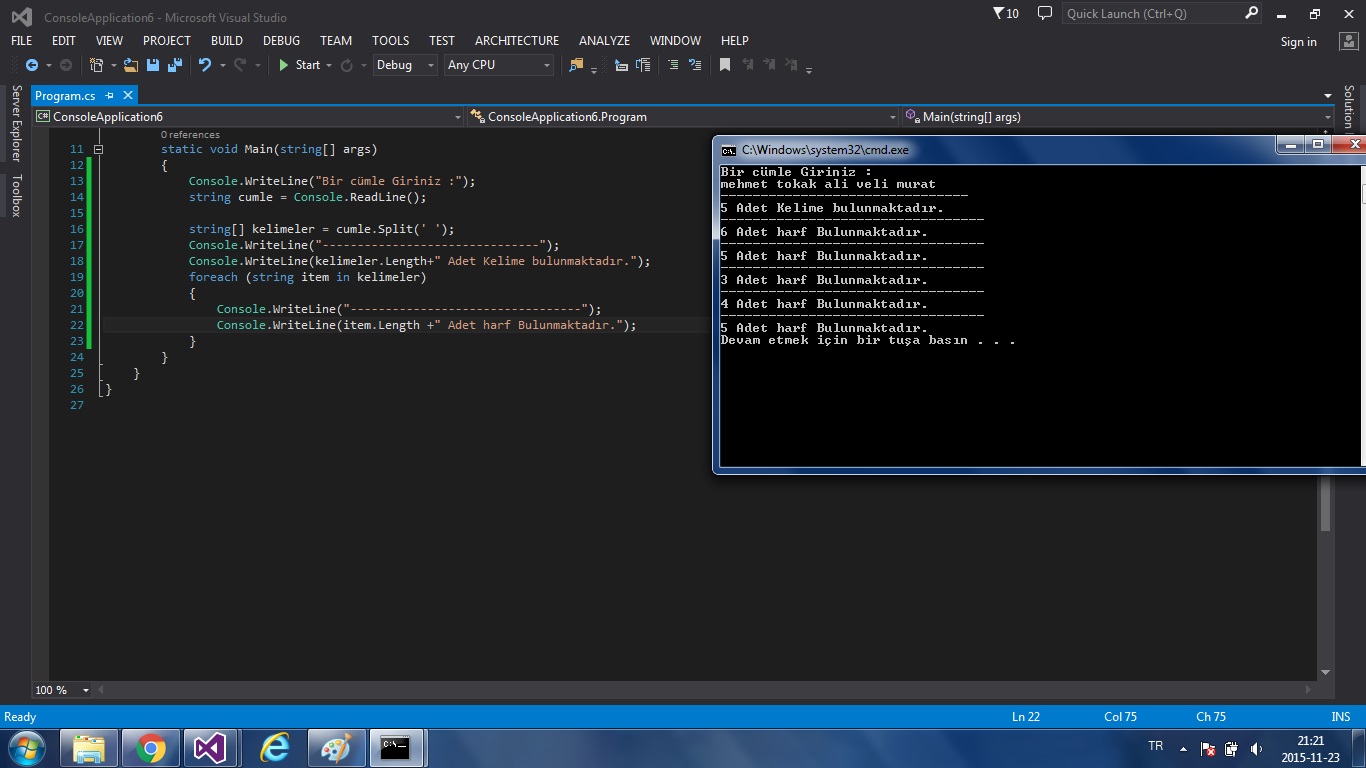 ConsoleApplication6 - Microsoft Visual Studio
10
Quick Launch (Ctrl+Q)
FILE EDIT VIEW PROJECT BUILD DEBUG TEAM TOOLS TEST ARCHITECTURE ANALYZE WINDOW HELP
Sign in
Start Debug Any CPU
Server Explorer
Toolbox
Solution
Program.cs
C# ConsoleApplication6
ConsoleApplication6.Program
Main(string[] args)
0 references
11 static void Main(string[] args)
12 {
13 Console.WriteLine("Bir cümle Giriniz :");
14 string cumle = Console.ReadLine();
15
16 string[] kelimeler = cumle.Split(' ');
17 Console.WriteLine("-------------------------------");
18 Console.WriteLine(kelimeler.Length+" Adet Kelime bulunmaktadır.");
19 foreach (string item in kelimeler)
20 {
21 Console.WriteLine("---------------------------------");
22 Console.WriteLine(item.Length +" Adet harf Bulunmaktadır.");
23 }
24 }
25 }
26 }
27
C:\Windows\system32\cmd.exe
Bir cümle Giriniz :
mehmet tokak ali veli murat
-------------------------------
5 Adet Kelime bulunmaktadır.
---------------------------------
6 Adet harf Bulunmaktadır.
---------------------------------
5 Adet harf Bulunmaktadır.
---------------------------------
3 Adet harf Bulunmaktadır.
---------------------------------
4 Adet harf Bulunmaktadır.
---------------------------------
5 Adet harf Bulunmaktadır.
Devam etmek için bir tuşa basın . . .
100 %
Ready
Ln 22 Col 75 Ch 75 INS
C:\_
TR
21:21
2015-11-23